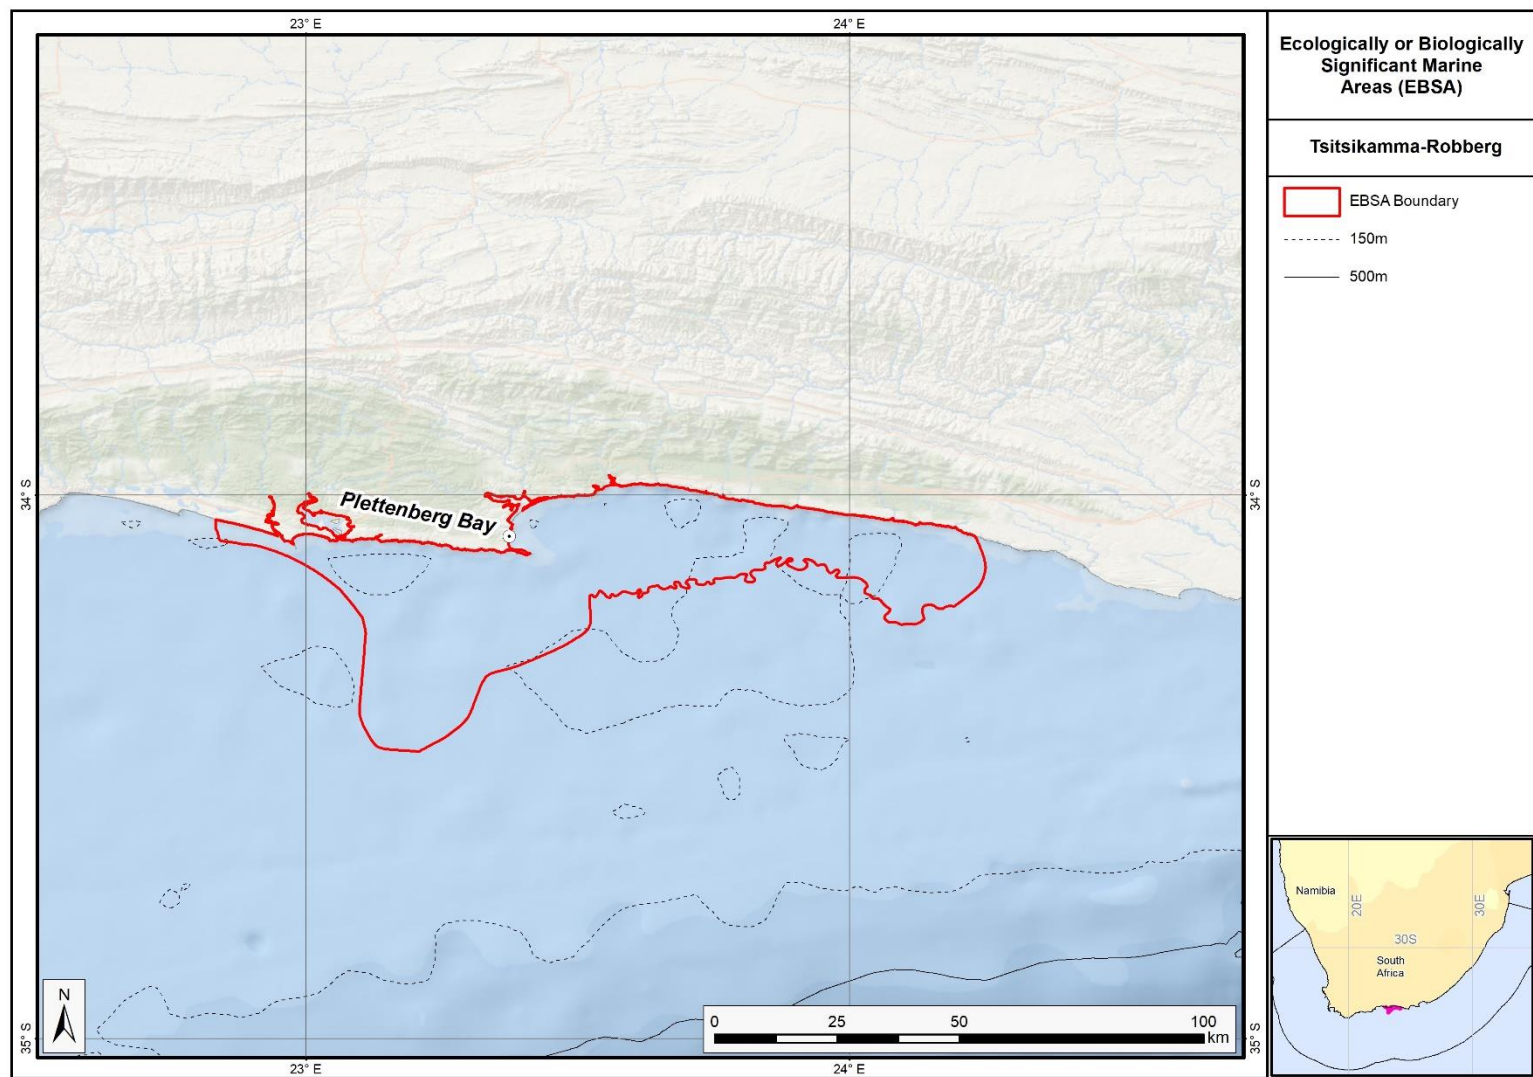 23° E
24° E
Ecologically or Biologically
Significant Marine
Areas (EBSA)
Tsitsikamma-Robberg
EBSA Boundary
150m
500m
34° S
34° S
Plettenberg Bay
Namibia
20E
30E
30S
South
Africa
N
0
25
50
100
km
35° S
35° S
23° E
24° E